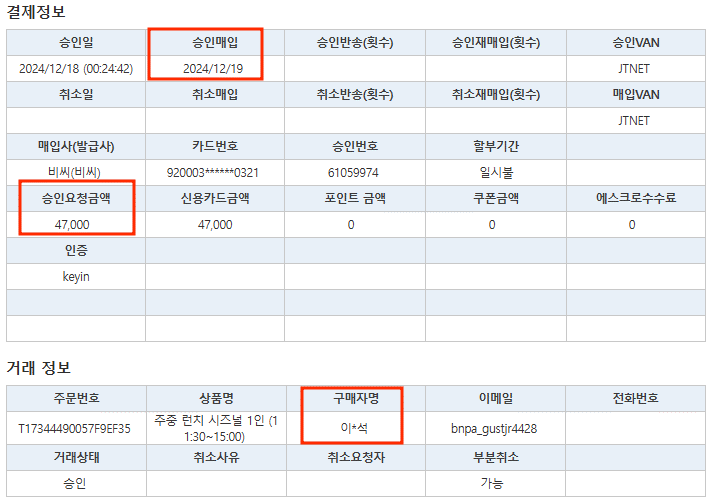 결제정보
승인일 승인매입 승인반송(횟수) 승인재매입(횟수) 승인VAN
2024/12/18 (00:24:42) 2024/12/19 JTNET
취소일 취소매입 취소반송(횟수) 취소재매입(횟수) 매입VAN
JTNET
매입사(발급사) 카드번호 승인번호 할부기간
비씨(비씨) 920003******0321 61059974 일시불
승인요청금액 신용카드금액 포인트 금액 쿠폰금액 에스크로수수료
47,000 47,000 0 0 0
인증
keyin
거래 정보
주문번호 상품명 구매자명 이메일 전화번호
T17344490057F9EF35 주중 런치 시즈널 1인 (1 이*석 bnpa_gustjr4428
1:30~15:00)
거래상태 취소사유 취소요청자 부분취소
승인 가능